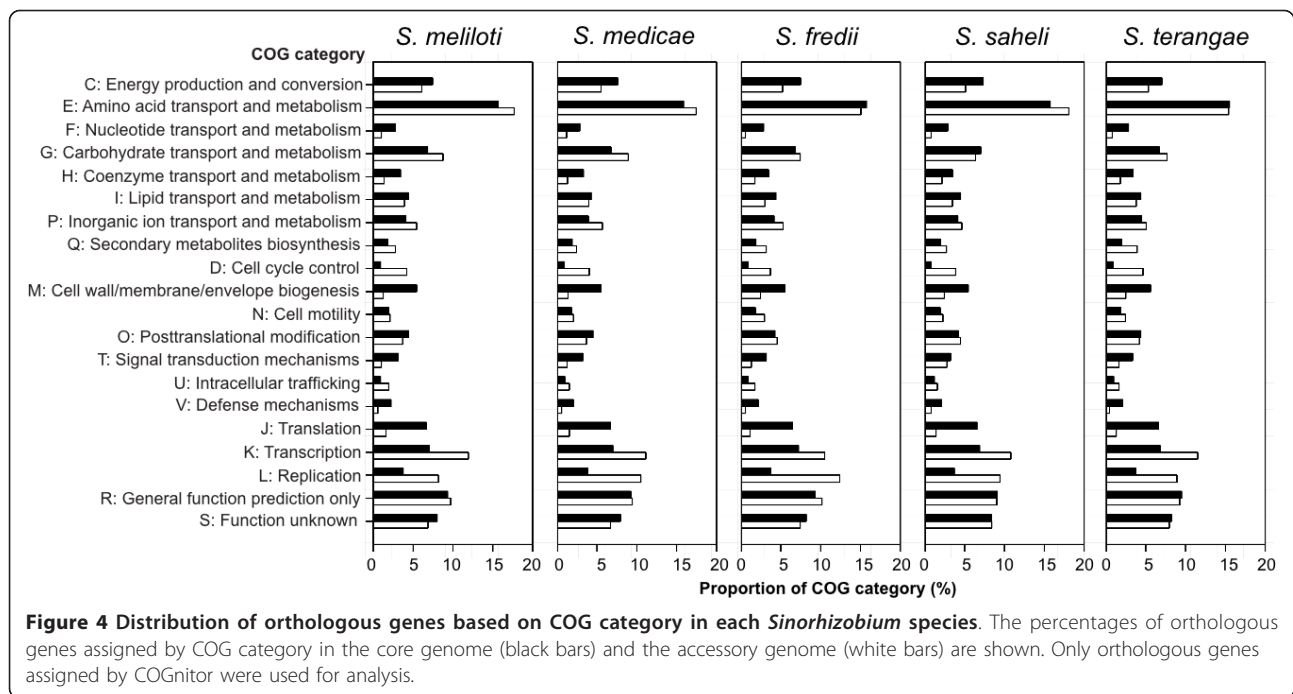 S. meliloti S. medicae S. fredii S. saheli S. terangae
COG category
C: Energy production and conversion
E: Amino acid transport and metabolism
F: Nucleotide transport and metabolism
G: Carbohydrate transport and metabolism
H: Coenzyme transport and metabolism
I: Lipid transport and metabolism
P: Inorganic ion transport and metabolism
Q: Secondary metabolites biosynthesis
D: Cell cycle control
M: Cell wall/membrane/envelope biogenesis
N: Cell motility
O: Posttranslational modification
T: Signal transduction mechanisms
U: Intracellular trafficking
V: Defense mechanisms
J: Translation
K: Transcription
L: Replication
R: General function prediction only
S: Function unknown
0 5 10 15 20 0 5 10 15 20 0 5 10 15 20 0 5 10 15 20 0 5 10 15 20
Proportion of COG category (%)
Figure 4 Distribution of orthologous genes based on COG category in each Sinorhizobium species. The percentages of orthologous
genes assigned by COG category in the core genome (black bars) and the accessory genome (white bars) are shown. Only orthologous genes
assigned by COGnitor were used for analysis.